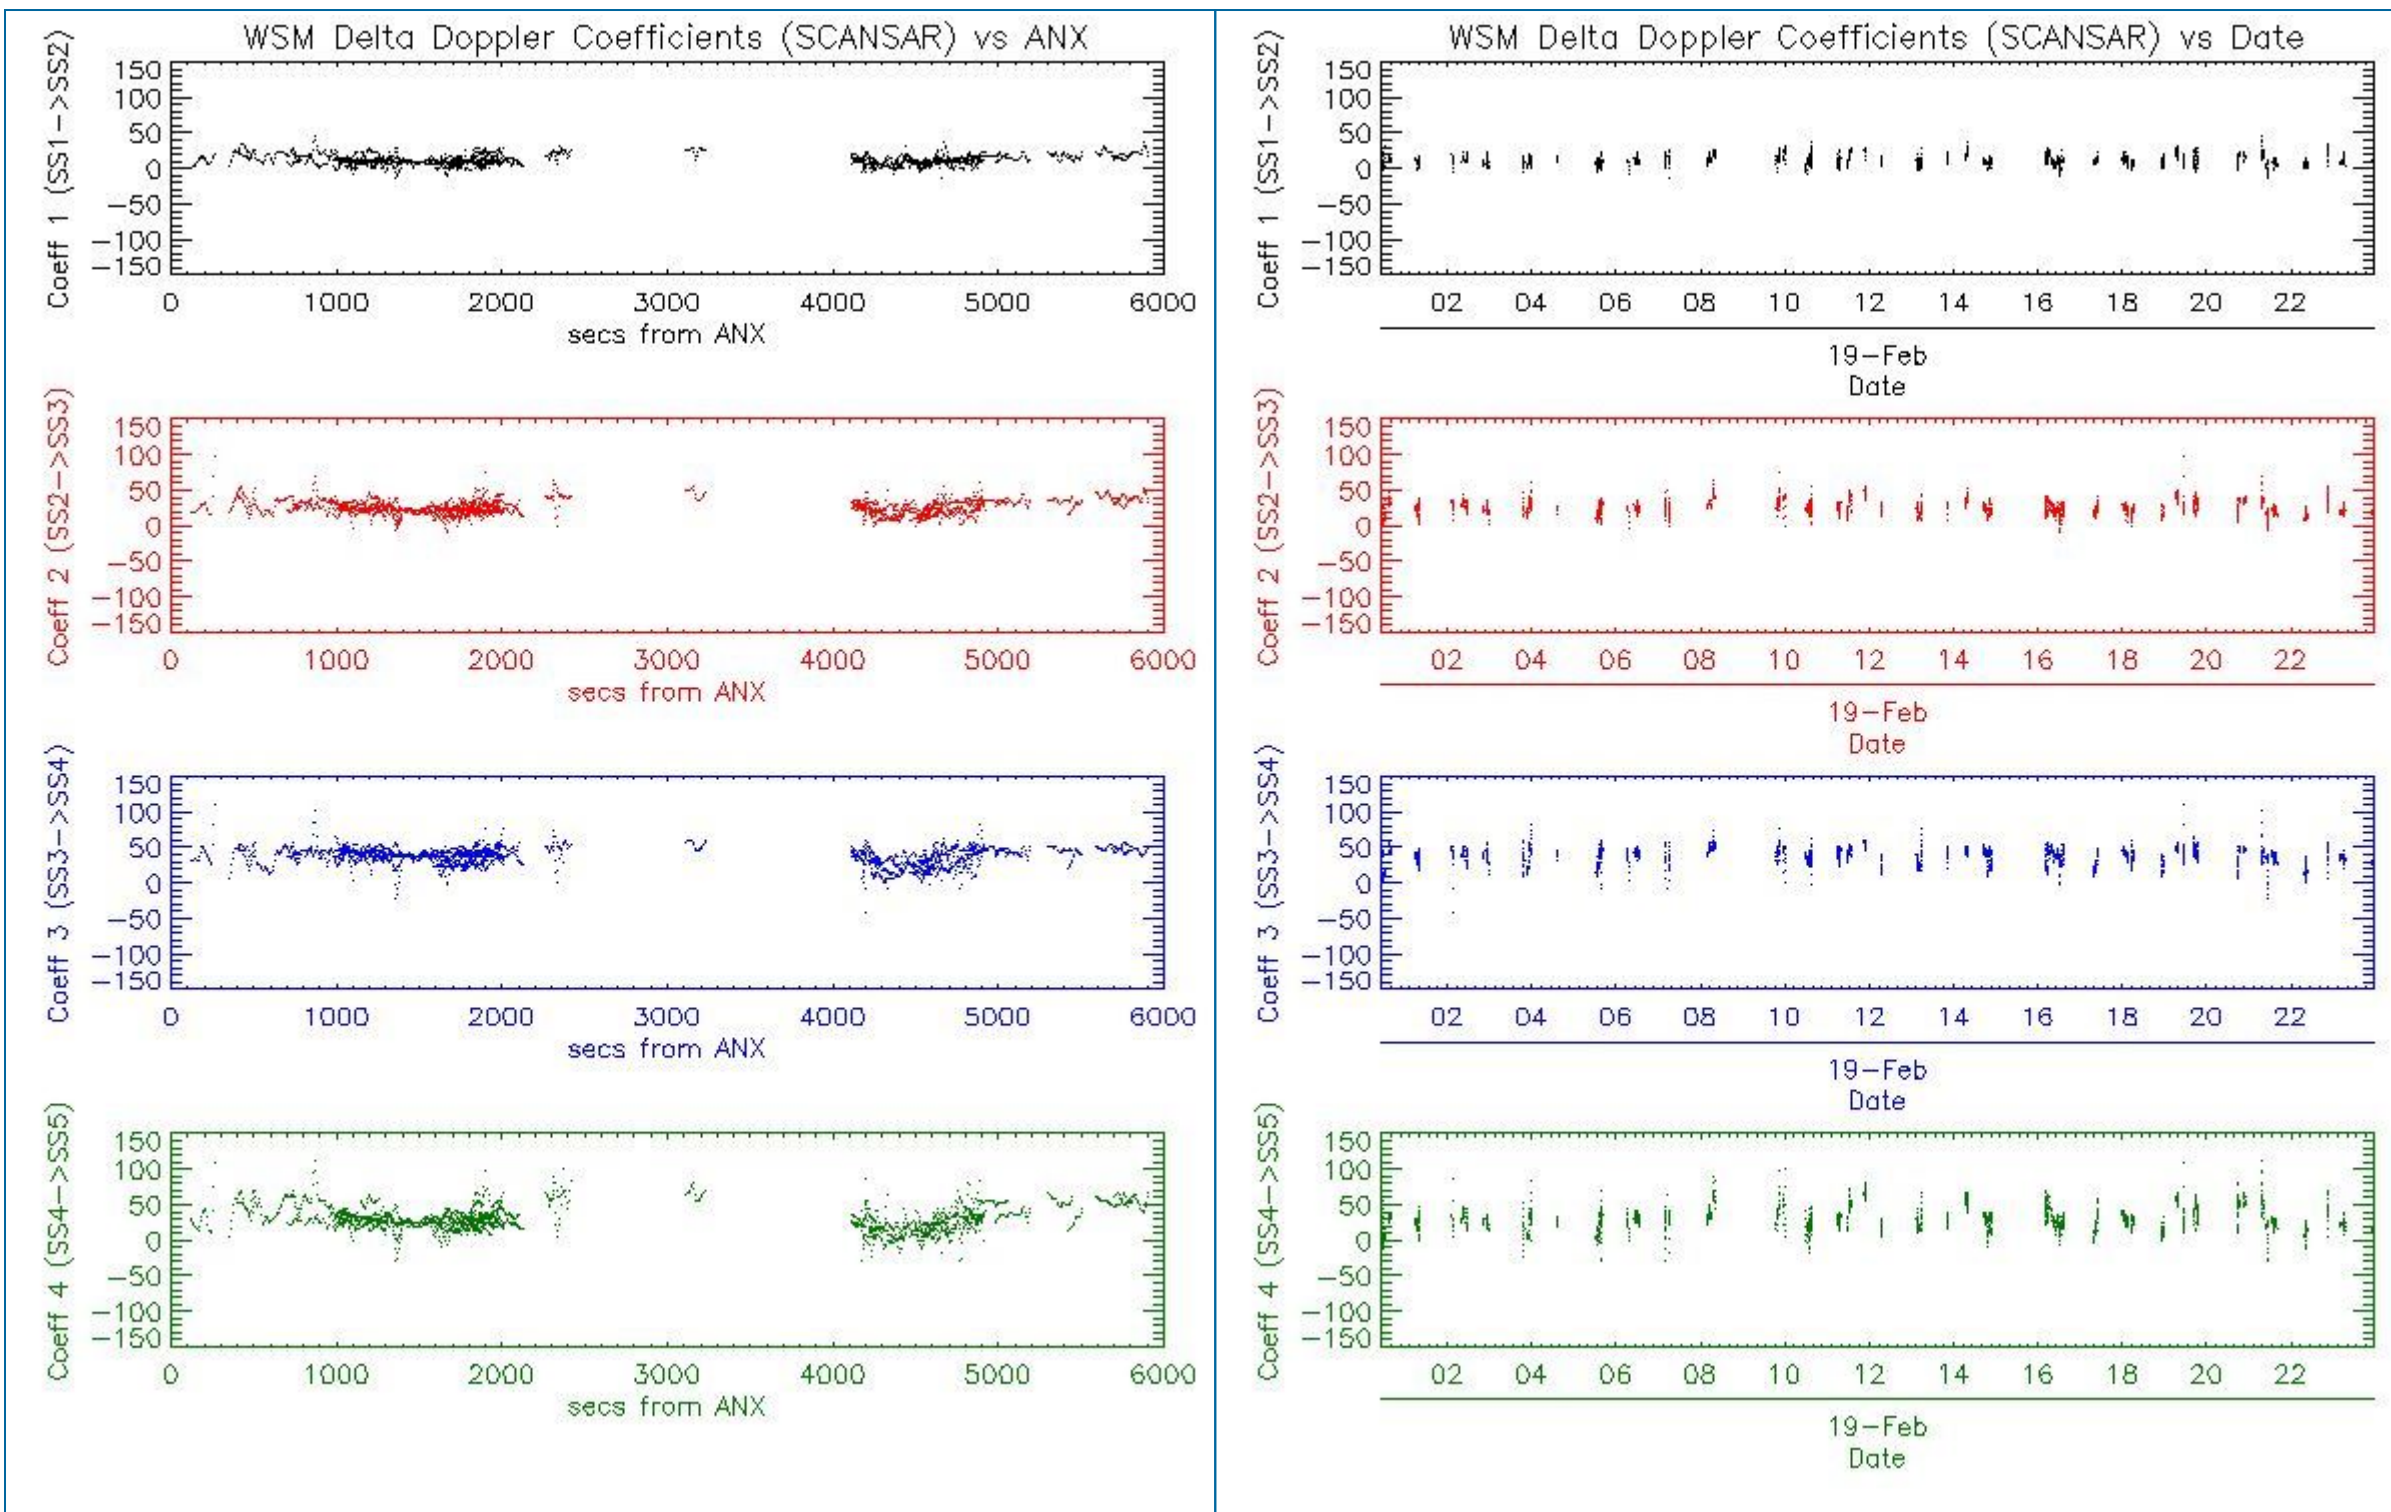 WSM Delta Doppler Coefficients (SCANSAR) vs ANX
Coeff 1 (SS1->SS2)
150
100
50
0
-50
-100
-150
0 1000 2000 3000 4000 5000 6000
secs from ANX
Coeff 2 (SS2->SS3)
150
100
50
0
-50
-100
-150
0 1000 2000 3000 4000 5000 6000
secs from ANX
Coeff 3 (SS3->SS4)
150
100
50
0
-50
-100
-150
0 1000 2000 3000 4000 5000 6000
secs from ANX
Coeff 4 (SS4->SS5)
150
100
50
0
-50
-100
-150
0 1000 2000 3000 4000 5000 6000
secs from ANX
WSM Delta Doppler Coefficients (SCANSAR) vs Date
Coeff 1 (SS1->SS2)
150
100
50
0
-50
-100
-150
02 04 06 08 10 12 14 16 18 20 22
19-Feb
Date
Coeff 2 (SS2->SS3)
150
100
50
0
-50
-100
-150
02 04 06 08 10 12 14 16 18 20 22
19-Feb
Date
Coeff 3 (SS3->SS4)
150
100
50
0
-50
-100
-150
02 04 06 08 10 12 14 16 18 20 22
19-Feb
Date
Coeff 4 (SS4->SS5)
150
100
50
0
-50
-100
-150
02 04 06 08 10 12 14 16 18 20 22
19-Feb
Date